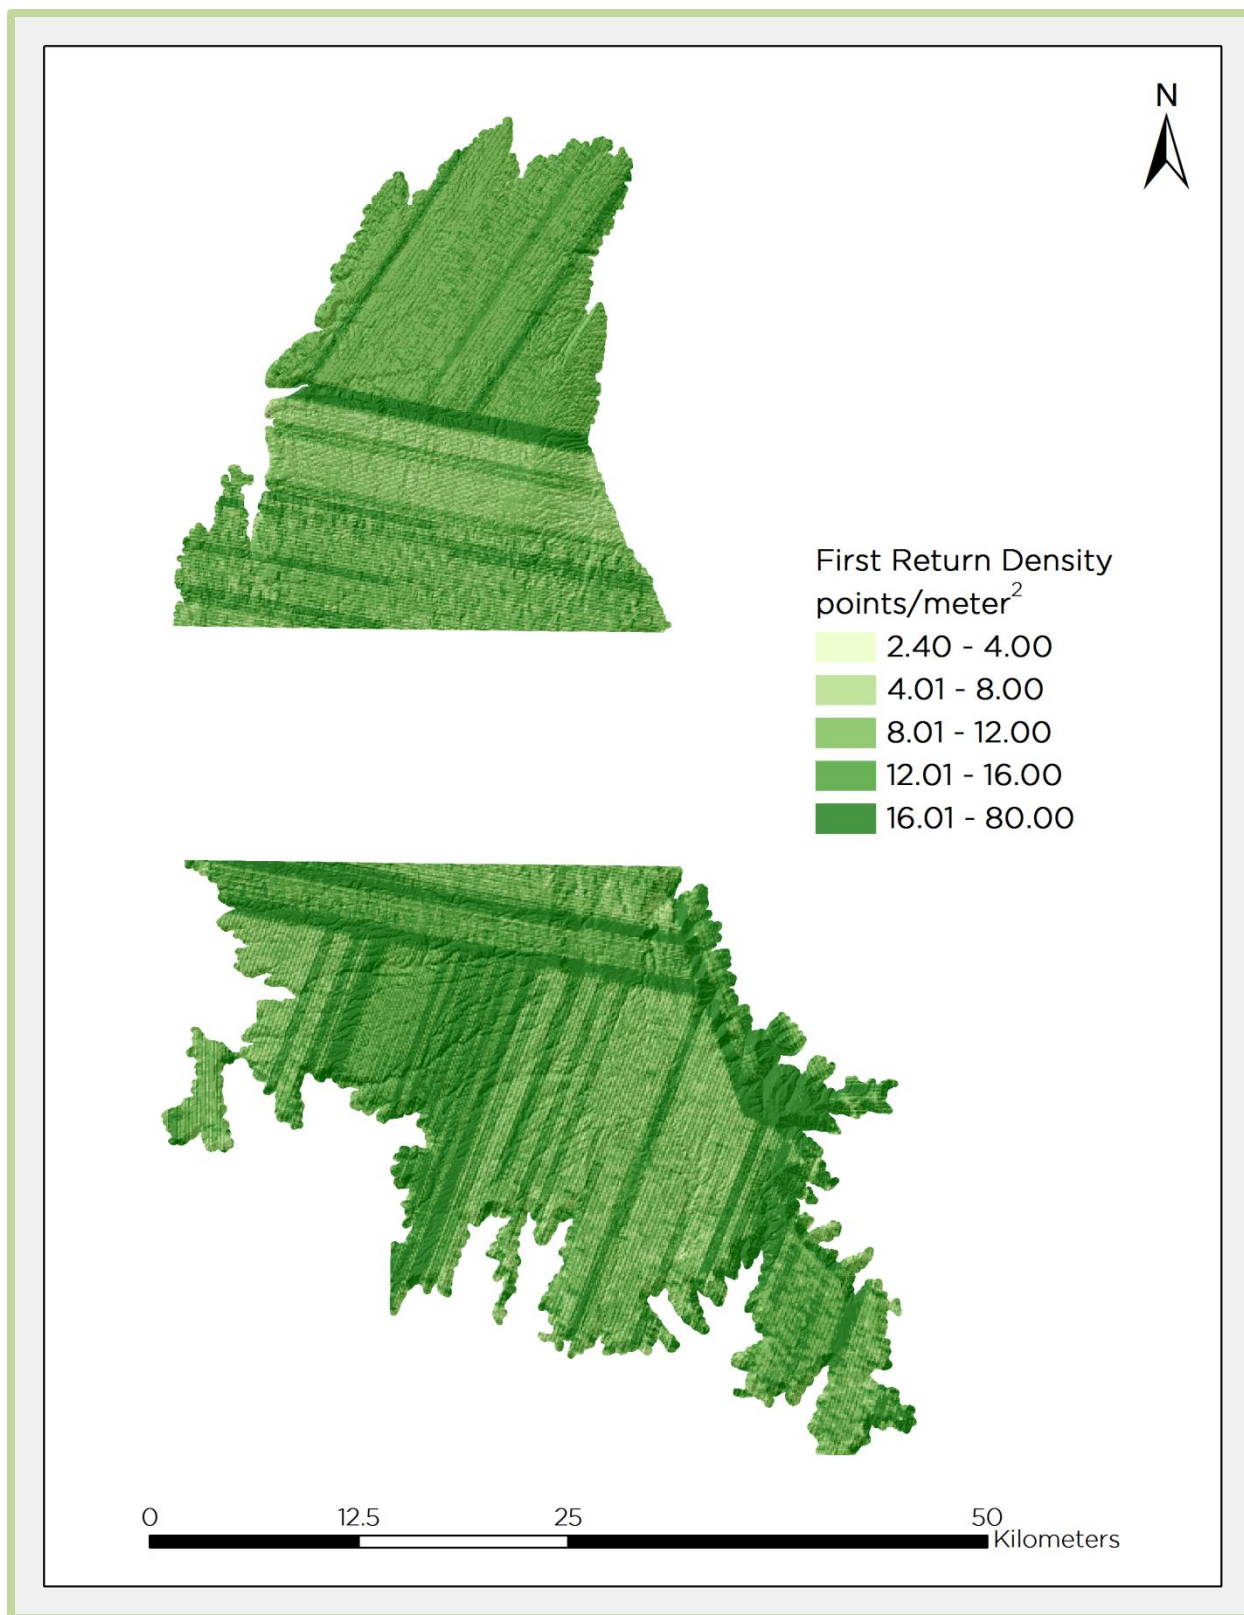 N
First Return Density
points/meter²
2.40 - 4.00
4.01 - 8.00
8.01 - 12.00
12.01 - 16.00
16.01 - 80.00
0 12.5 25 50
Kilometers